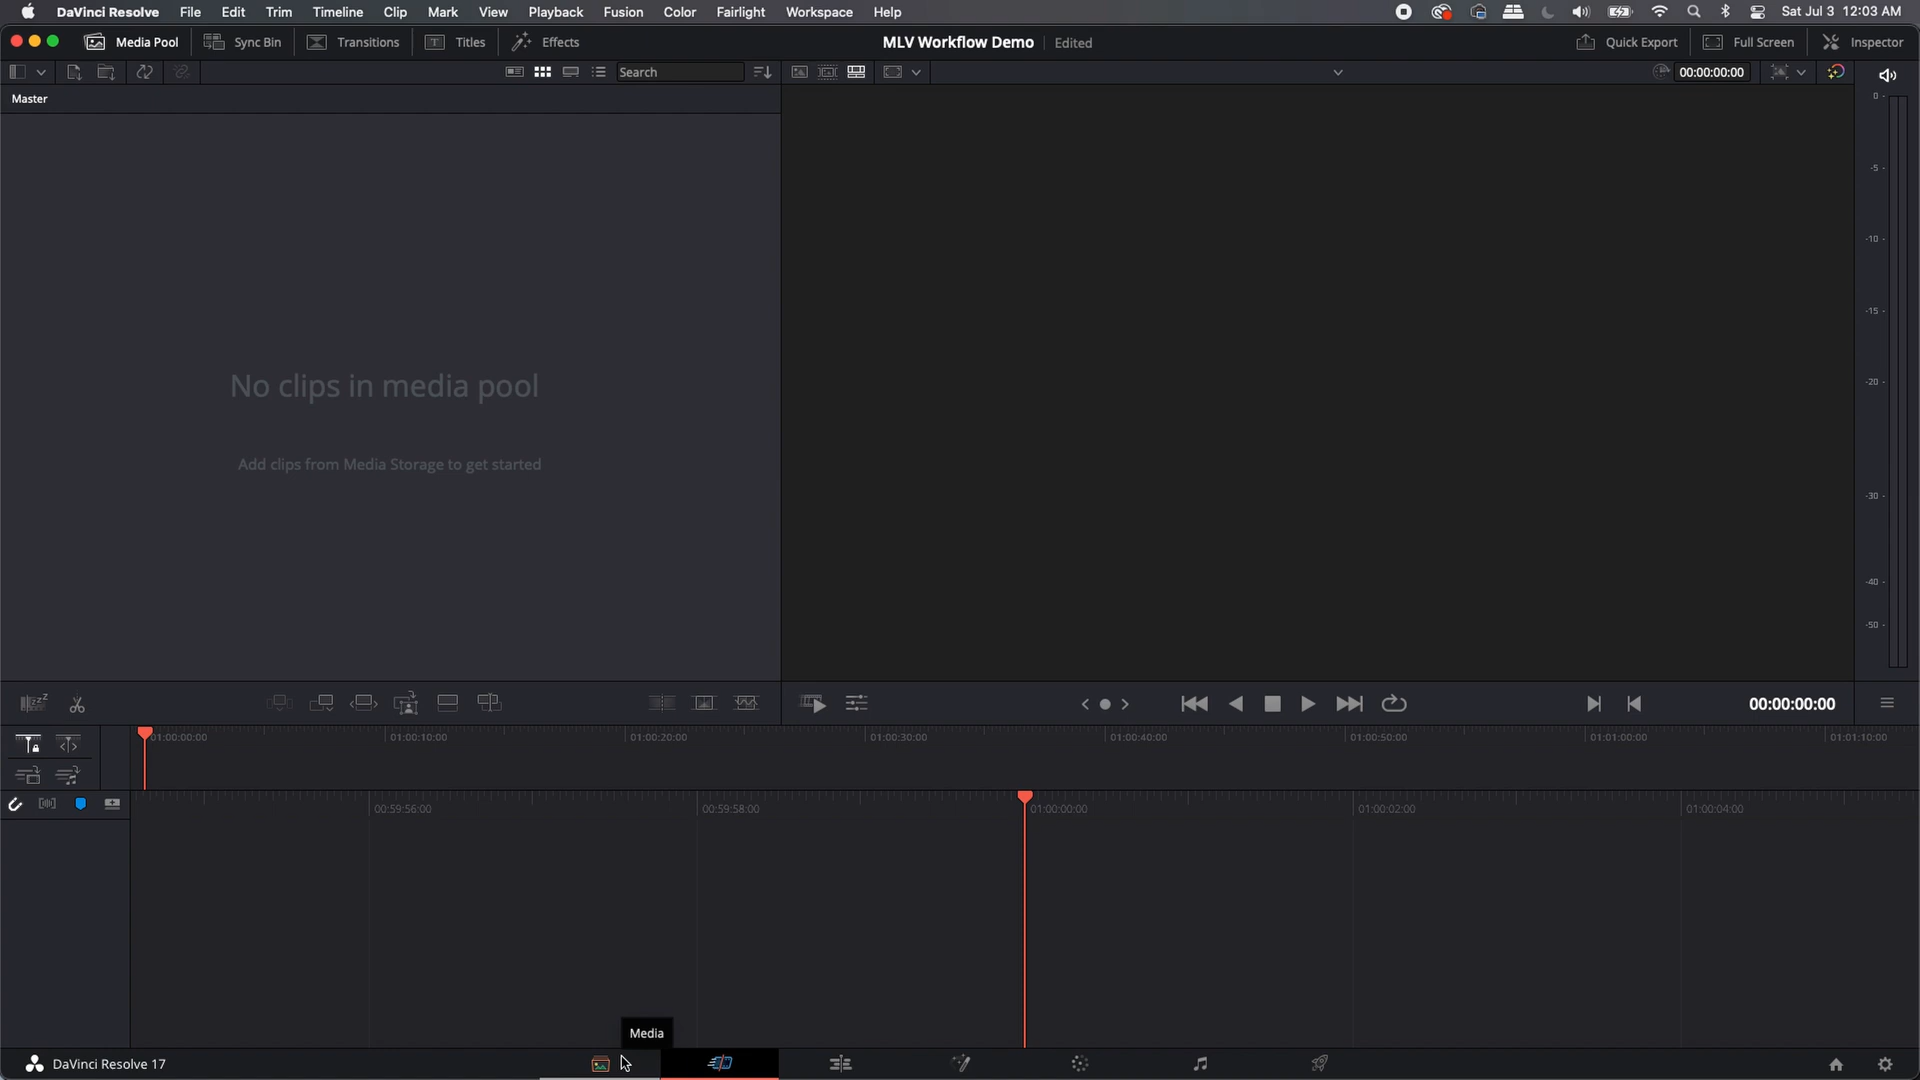 DaVinci Resolve File Edit Trim Timeline Clip Mark View Playback Fusion Color Fairlight Workspace Help Sat Jul 3 12:03 AM
Media Pool Sync Bin Transitions Titles Effects MLV Workflow Demo Edited Quick Export Full Screen Inspector
Search 00:00:00:00
Master
0
-5
-10
-15
-20
-30
-40
-50
No clips in media pool
Add clips from Media Storage to get started
00:00:00:00
01:00:00:00 01:00:10:00 01:00:20:00 01:00:30:00 01:00:40:00 01:00:50:00 01:01:00:00 01:01:10:00
00:59:56:00 00:59:58:00 01:00:00:00 01:00:02:00 01:00:04:00
Media
DaVinci Resolve 17